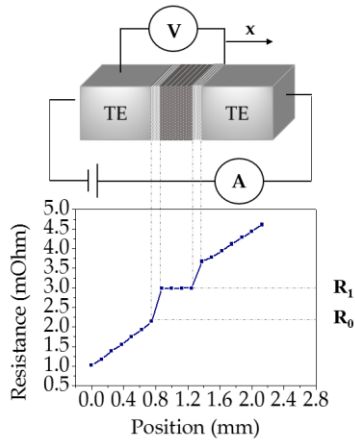 V
x
TE
TE
A
Resistance (mOhm)
5.0
4.5
4.0
3.5
3.0
2.5
2.0
1.5
1.0
0.5
R₁
R₀
0.0 0.4 0.8 1.2 1.6 2.0 2.4 2.8
Position (mm)